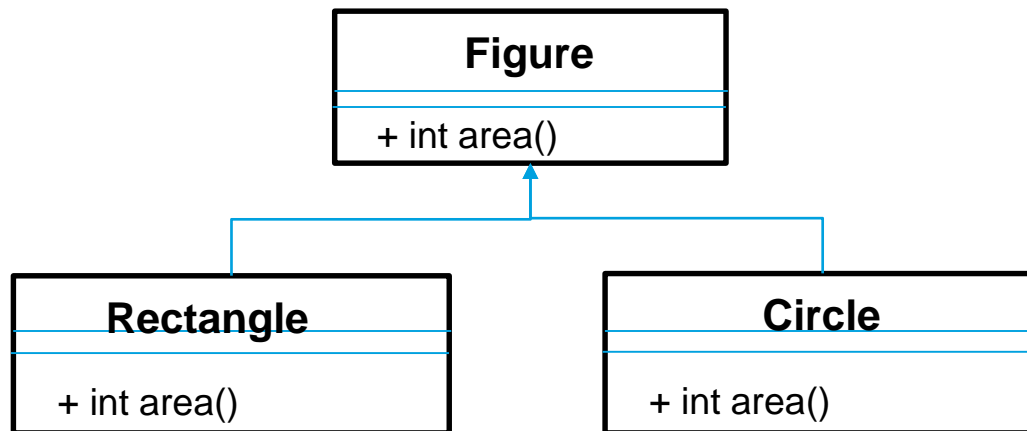 Figure
+ int area()
Rectangle
+ int area()
Circle
+ int area()